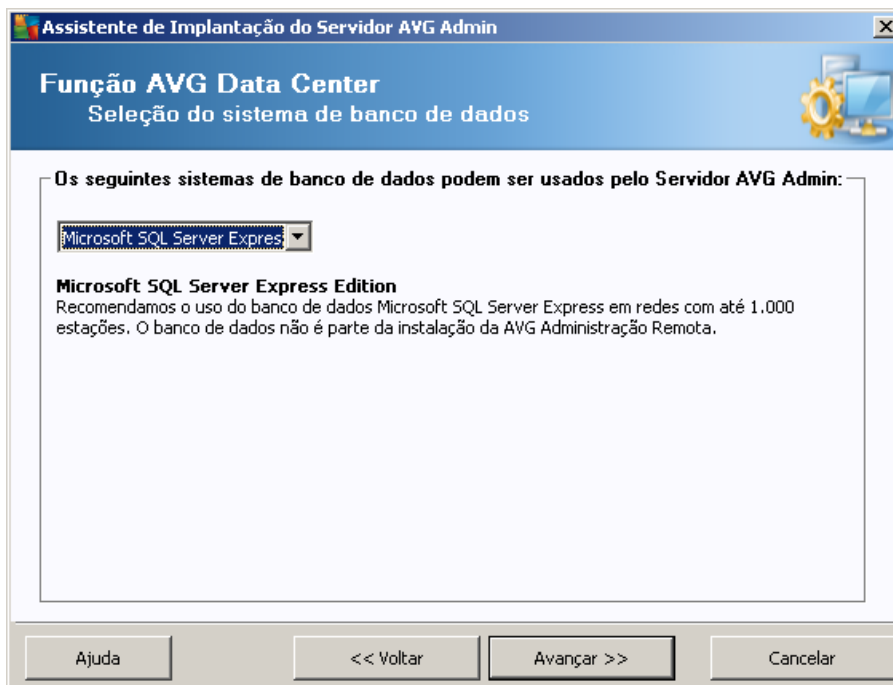 Assistente de Implantação do Servidor AVG Admin
Função AVG Data Center
Seleção do sistema de banco de dados
Os seguintes sistemas de banco de dados podem ser usados pelo Servidor AVG Admin:
Microsoft SQL Server Expres
Microsoft SQL Server Express Edition
Recomendamos o uso do banco de dados Microsoft SQL Server Express em redes com até 1.000
estações. O banco de dados não é parte da instalação da AVG Administração Remota.
Ajuda << Voltar Avançar >> Cancelar